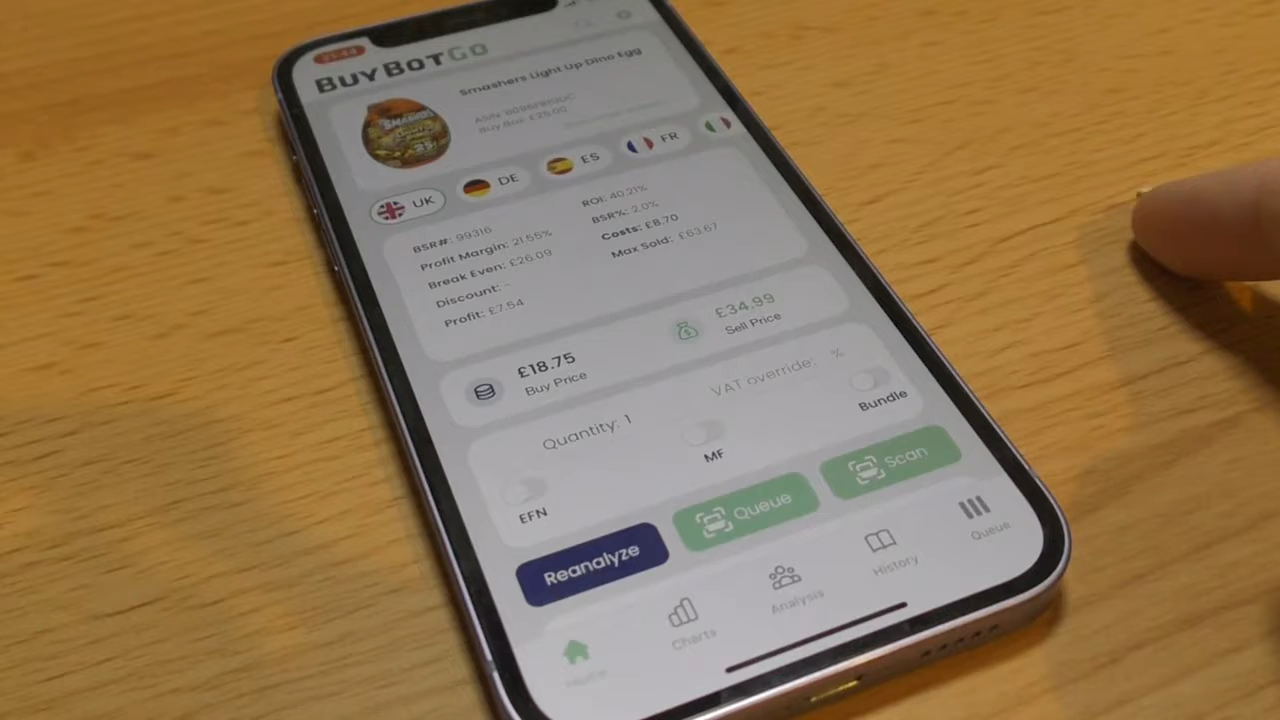 BUYBOTGO
Smashers Light Up Dino Egg
Buy Box: £25.00
SMASHERS
UK
DE
ES
FR
BSR#: 99316
Profit Margin: 21.55%
Break Even: £26.09
Discount: -
Profit: £7.54
ROI: 40.21%
BSR%: 2.0%
Costs: £8.70
Max Sold: £63.67
£18.75
Buy Price
£34.99
Sell Price
Quantity: 1
VAT override: %
EFN
MF
Bundle
Reanalyze
Queue
Scan
Home
Charts
Analysis
History
Queue